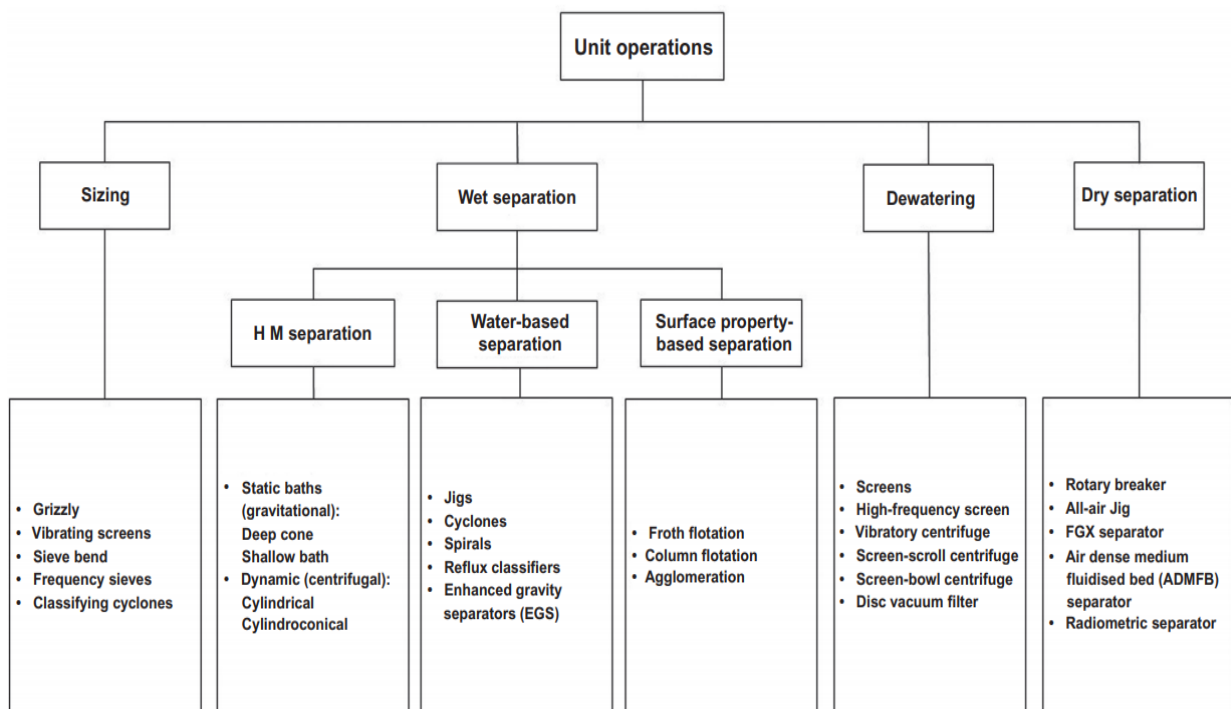 Unit operations
Sizing
Wet separation
Dewatering
Dry separation
H M separation
Water-based
separation
Surface property-
based separation
• Grizzly
• Vibrating screens
• Sieve bend
• Frequency sieves
• Classifying cyclones
• Static baths
(gravitational):
Deep cone
Shallow bath
• Dynamic (centrifugal):
Cylindrical
Cylindroconical
• Jigs
• Cyclones
• Spirals
• Reflux classifiers
• Enhanced gravity
separators (EGS)
• Froth flotation
• Column flotation
• Agglomeration
• Screens
• High-frequency screen
• Vibratory centrifuge
• Screen-scroll centrifuge
• Screen-bowl centrifuge
• Disc vacuum filter
• Rotary breaker
• All-air Jig
• FGX separator
• Air dense medium
fluidised bed (ADMFB)
separator
• Radiometric separator